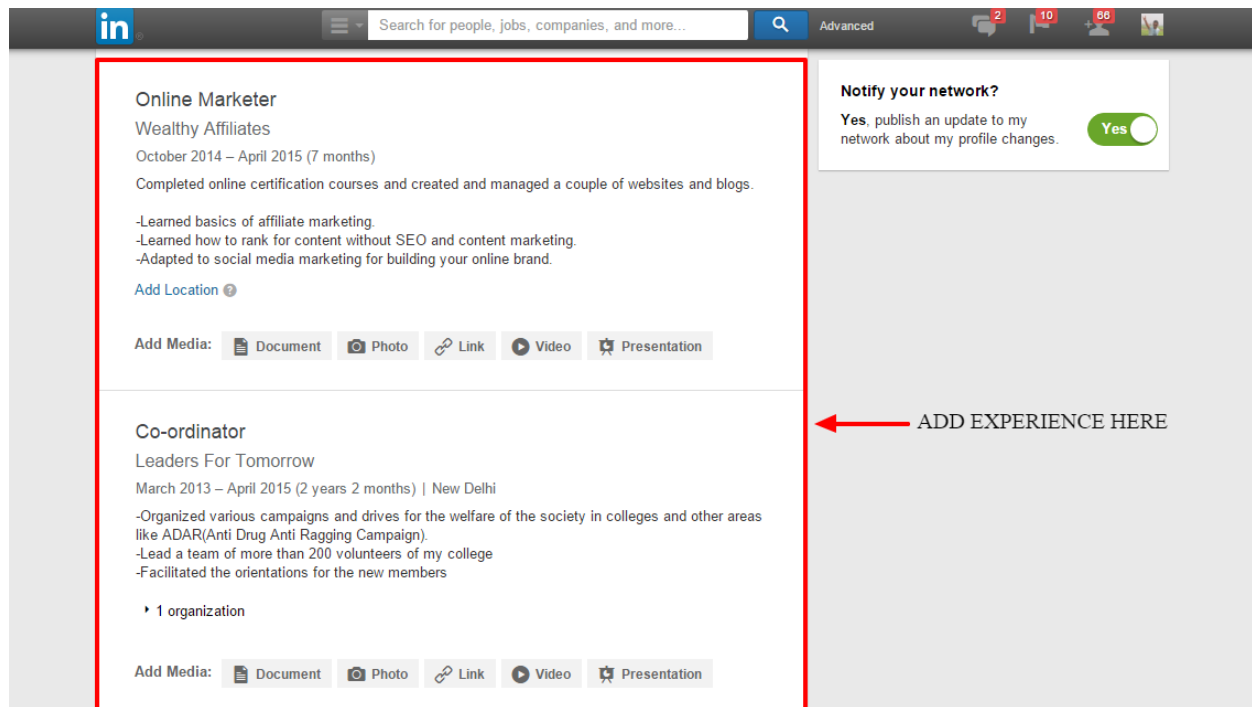 in
Search for people, jobs, companies, and more...
Advanced
2
10
66
Online Marketer
Wealthy Affiliates
October 2014 – April 2015 (7 months)
Completed online certification courses and created and managed a couple of websites and blogs.
-Learned basics of affiliate marketing.
-Learned how to rank for content without SEO and content marketing.
-Adapted to social media marketing for building your online brand.
Add Location ?
Add Media: Document Photo Link Video Presentation
Co-ordinator
Leaders For Tomorrow
March 2013 – April 2015 (2 years 2 months) | New Delhi
-Organized various campaigns and drives for the welfare of the society in colleges and other areas
like ADAR(Anti Drug Anti Ragging Campaign).
-Lead a team of more than 200 volunteers of my college
-Facilitated the orientations for the new members
1 organization
Add Media: Document Photo Link Video Presentation
Notify your network?
Yes, publish an update to my
network about my profile changes.
Yes
ADD EXPERIENCE HERE